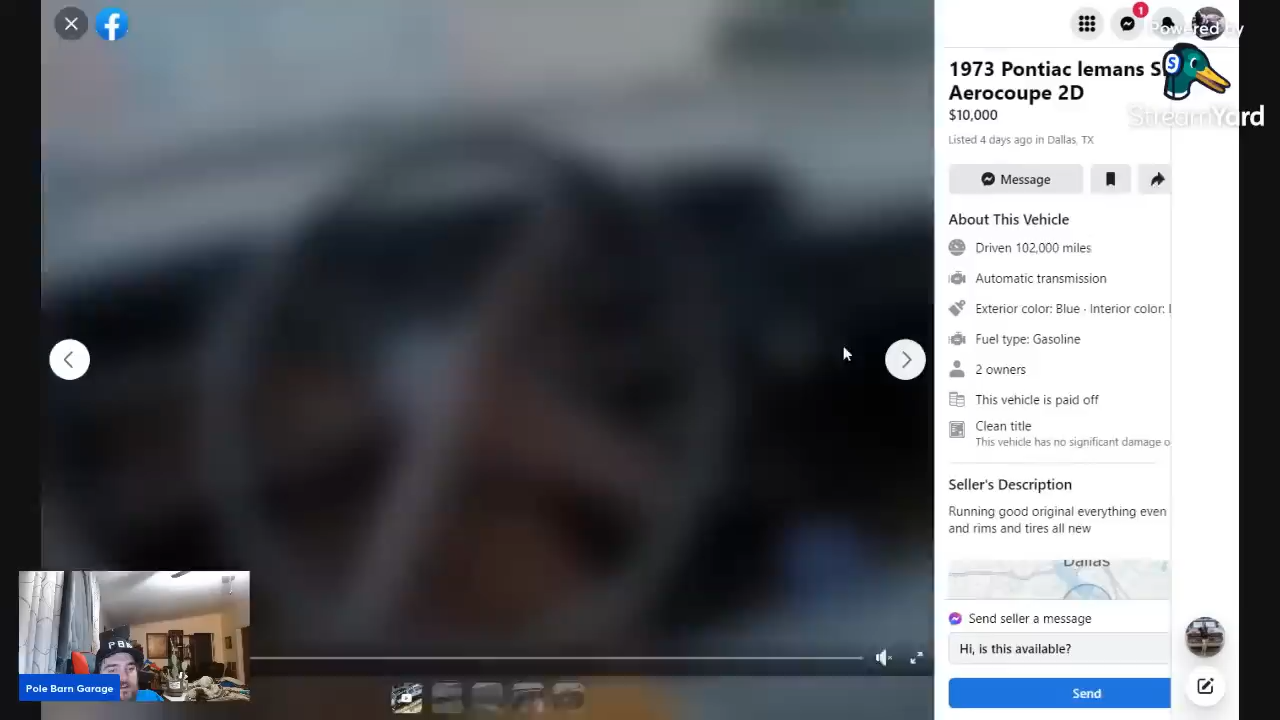 1
Powered by
1973 Pontiac lemans S
Aerocoupe 2D
S
StreamYard
$10,000
Listed 4 days ago in Dallas, TX
Message
About This Vehicle
Driven 102,000 miles
Automatic transmission
Exterior color: Blue · Interior color:
Fuel type: Gasoline
2 owners
This vehicle is paid off
Clean title
This vehicle has no significant damage o
Seller's Description
Running good original everything even
and rims and tires all new
Dallas
Send seller a message
Hi, is this available?
Send
PB
Pole Barn Garage